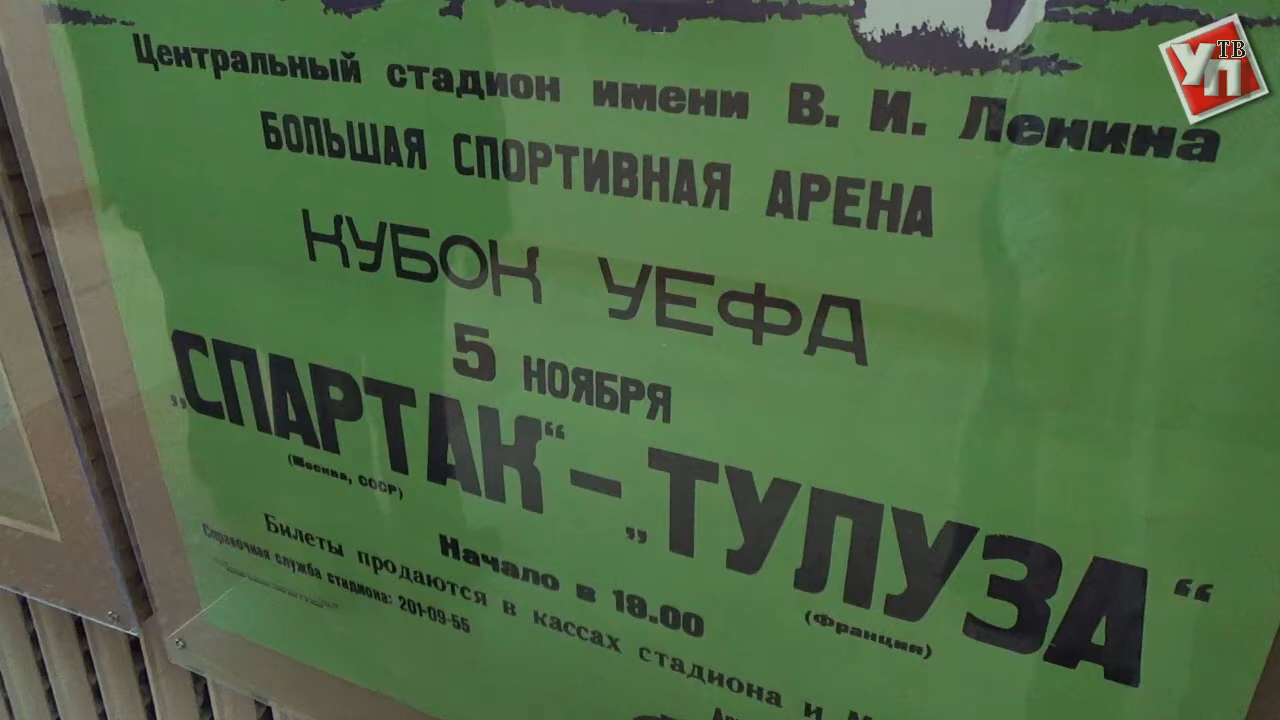 УП ТВ
Центральный стадион имени В. И. Ленина
БОЛЬШАЯ СПОРТИВНАЯ АРЕНА
КУБОК УЕФА
5 НОЯБРЯ
„СПАРТАК“ – „ТУЛУЗА“
(Москва, СССР)
(Франция)
Начало в 19.00
Билеты продаются в кассах стадиона и
Справочная служба стадиона: 201-09-55